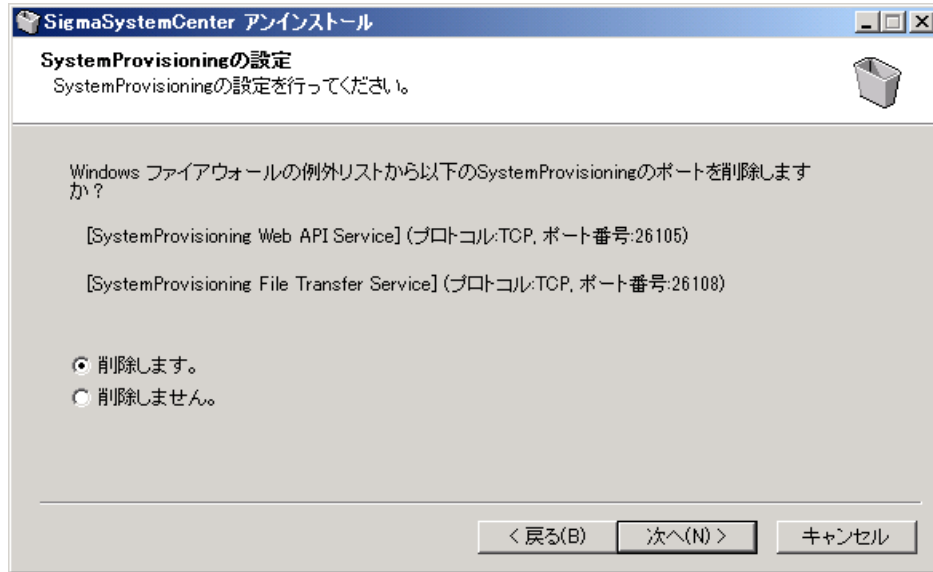 SigmaSystemCenter アンインストール
SystemProvisioningの設定
SystemProvisioningの設定を行ってください。
Windows ファイアウォールの例外リストから以下のSystemProvisioningのポートを削除します
か？
[SystemProvisioning Web API Service] (プロトコル:TCP, ポート番号:26105)
[SystemProvisioning File Transfer Service] (プロトコル:TCP, ポート番号:26108)
削除します。
削除しません。
< 戻る(B)
次へ(N) >
キャンセル